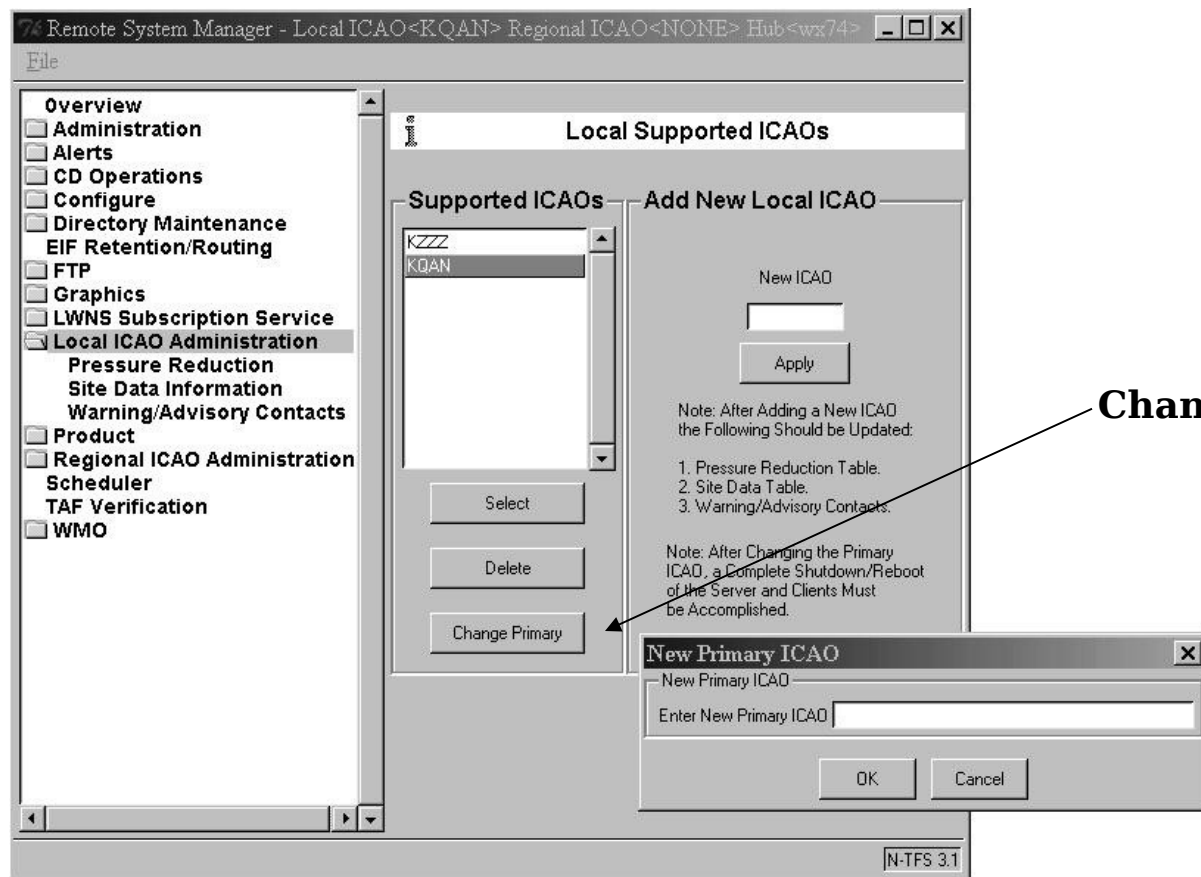 Remote System Manager - Local ICAO<KQAN> Regional ICAO<NONE> Hub<wx74>
File
Overview
Administration
Alerts
CD Operations
Configure
Directory Maintenance
EIF Retention/Routing
FTP
Graphics
LWNS Subscription Service
Local ICAO Administration
Pressure Reduction
Site Data Information
Warning/Advisory Contacts
Product
Regional ICAO Administration
Scheduler
TAF Verification
WMO
i
Local Supported ICAOs
Supported ICAOs
KZZZ
KQAN
Select
Delete
Change Primary
Add New Local ICAO
New ICAO
Apply
Note: After Adding a New ICAO
the Following Should be Updated:
1. Pressure Reduction Table.
2. Site Data Table.
3. Warning/Advisory Contacts.
Note: After Changing the Primary
ICAO, a Complete Shutdown/Reboot
of the Server and Clients Must
be Accomplished.
Chan
New Primary ICAO
New Primary ICAO
Enter New Primary ICAO
OK
Cancel
N-TFS 3.1